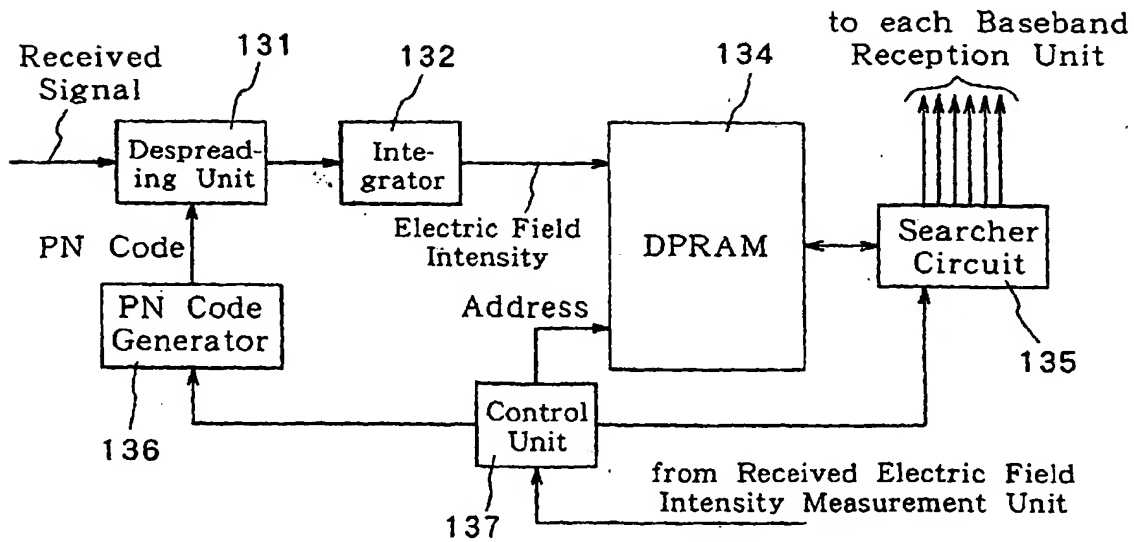 to each Baseband
Reception Unit
Received
Signal
131
132
134
Despread-
ing Unit
Inte-
grator
Electric Field
Intensity
DPRAM
Searcher
Circuit
135
PN Code
PN Code
Generator
136
Address
Control
Unit
137
from Received Electric Field
Intensity Measurement Unit